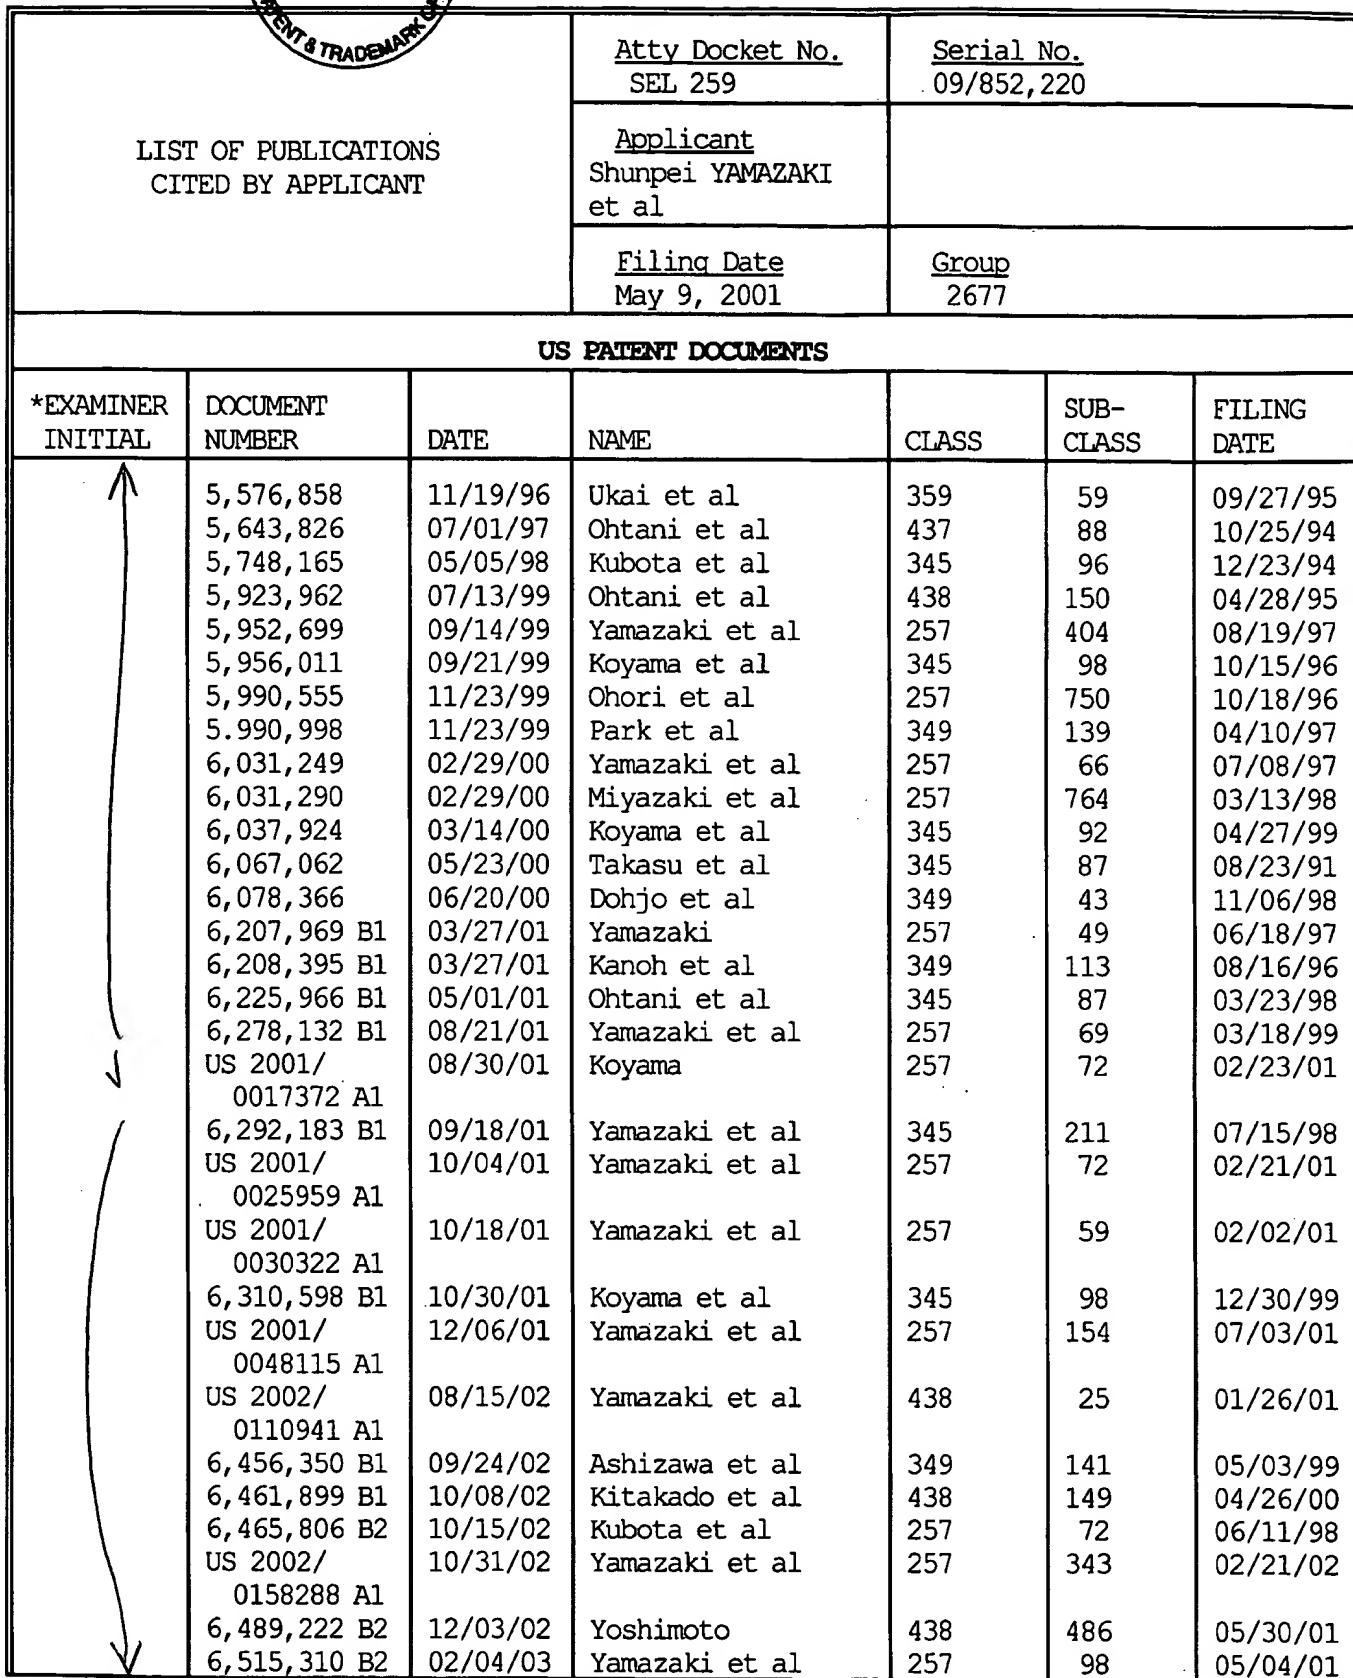 PATENT & TRADEMARK
Atty Docket No. Serial No.
SEL 259 09/852,220
LIST OF PUBLICATIONS
CITED BY APPLICANT
Applicant
Shunpei YAMAZAKI
et al
Filing Date Group
May 9, 2001 2677
US PATENT DOCUMENTS
*EXAMINER DOCUMENT SUB- FILING
INITIAL NUMBER DATE NAME CLASS CLASS DATE
5,576,858 11/19/96 Ukai et al 359 59 09/27/95
5,643,826 07/01/97 Ohtani et al 437 88 10/25/94
5,748,165 05/05/98 Kubota et al 345 96 12/23/94
5,923,962 07/13/99 Ohtani et al 438 150 04/28/95
5,952,699 09/14/99 Yamazaki et al 257 404 08/19/97
5,956,011 09/21/99 Koyama et al 345 98 10/15/96
5,990,555 11/23/99 Ohori et al 257 750 10/18/96
5.990,998 11/23/99 Park et al 349 139 04/10/97
6,031,249 02/29/00 Yamazaki et al 257 66 07/08/97
6,031,290 02/29/00 Miyazaki et al 257 764 03/13/98
6,037,924 03/14/00 Koyama et al 345 92 04/27/99
6,067,062 05/23/00 Takasu et al 345 87 08/23/91
6,078,366 06/20/00 Dohjo et al 349 43 11/06/98
6,207,969 B1 03/27/01 Yamazaki 257 49 06/18/97
6,208,395 B1 03/27/01 Kanoh et al 349 113 08/16/96
6,225,966 B1 05/01/01 Ohtani et al 345 87 03/23/98
6,278,132 B1 08/21/01 Yamazaki et al 257 69 03/18/99
US 2001/ 08/30/01 Koyama 257 72 02/23/01
0017372 A1
6,292,183 B1 09/18/01 Yamazaki et al 345 211 07/15/98
US 2001/ 10/04/01 Yamazaki et al 257 72 02/21/01
0025959 A1
US 2001/ 10/18/01 Yamazaki et al 257 59 02/02/01
0030322 A1
6,310,598 B1 10/30/01 Koyama et al 345 98 12/30/99
US 2001/ 12/06/01 Yamazaki et al 257 154 07/03/01
0048115 A1
US 2002/ 08/15/02 Yamazaki et al 438 25 01/26/01
0110941 A1
6,456,350 B1 09/24/02 Ashizawa et al 349 141 05/03/99
6,461,899 B1 10/08/02 Kitakado et al 438 149 04/26/00
6,465,806 B2 10/15/02 Kubota et al 257 72 06/11/98
US 2002/ 10/31/02 Yamazaki et al 257 343 02/21/02
0158288 A1
6,489,222 B2 12/03/02 Yoshimoto 438 486 05/30/01
6,515,310 B2 02/04/03 Yamazaki et al 257 98 05/04/01